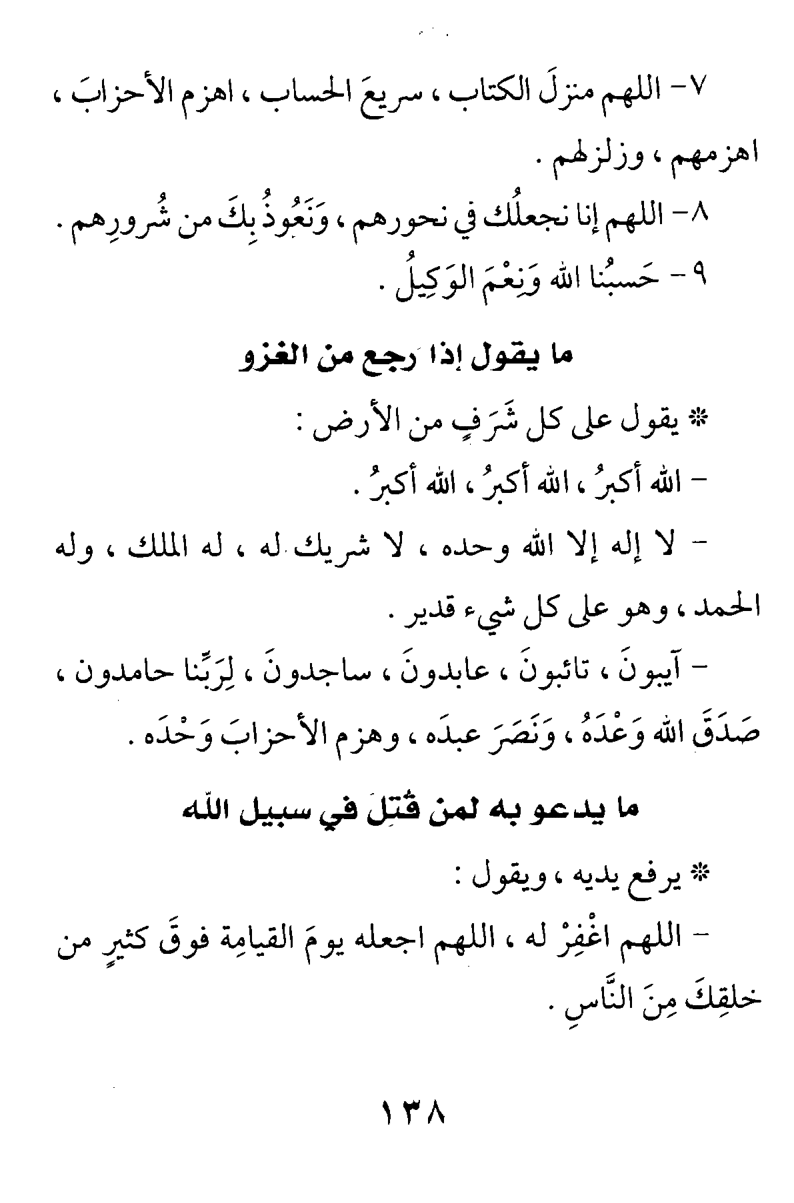 ٧- اللهم منزلَ الكتاب ، سريعَ الحساب ، اهزم الأحزابَ ،
اهزمهم ، وزلزلهم .
٨- اللهم إنا نجعلُك في نحورهم ، وَنَعُوذُ بِكَ من شُرورِهم .
٩- حَسبُنا الله وَنِعْمَ الوَكِيلُ .
ما يقول إذا رجع من الغزو
❊ يقول على كل شَرَفٍ من الأرض :
- الله أكبرُ ، الله أكبرُ ، الله أكبرُ .
- لا إله إلا الله وحده ، لا شريك له ، له الملك ، وله
الحمد ، وهو على كل شيء قدير .
- آيبونَ ، تائبونَ ، عابدونَ ، ساجدونَ ، لِرَبِّنا حامدون ،
صَدَقَ الله وَعْدَهُ ، وَنَصَرَ عبدَه ، وهزم الأحزابَ وَحْدَه .
ما يدعو به لمن قُتِلَ في سبيل الله
❊ يرفع يديه ، ويقول :
- اللهم اغْفِرْ له ، اللهم اجعله يومَ القيامِة فوقَ كثيرٍ من
خلقِكَ مِنَ النَّاسِ .
١٣٨